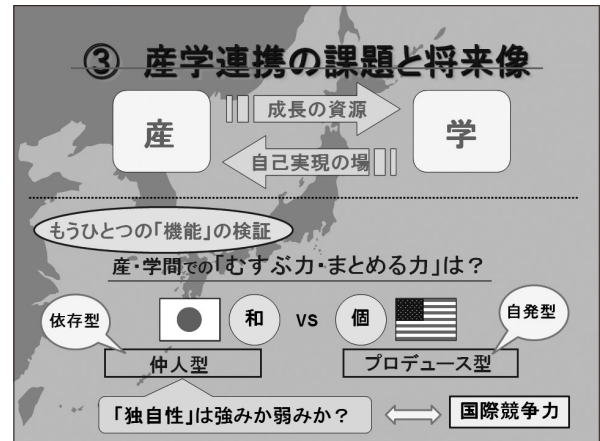 ③ 産学連携の課題と将来像
産
成長の資源
自己実現の場
学
もうひとつの「機能」の検証
産・学間での「むすぶ力・まとめる力」は？
依存型
和
vs
個
自発型
仲人型
プロデュース型
「独自性」は強みか弱みか？
国際競争力